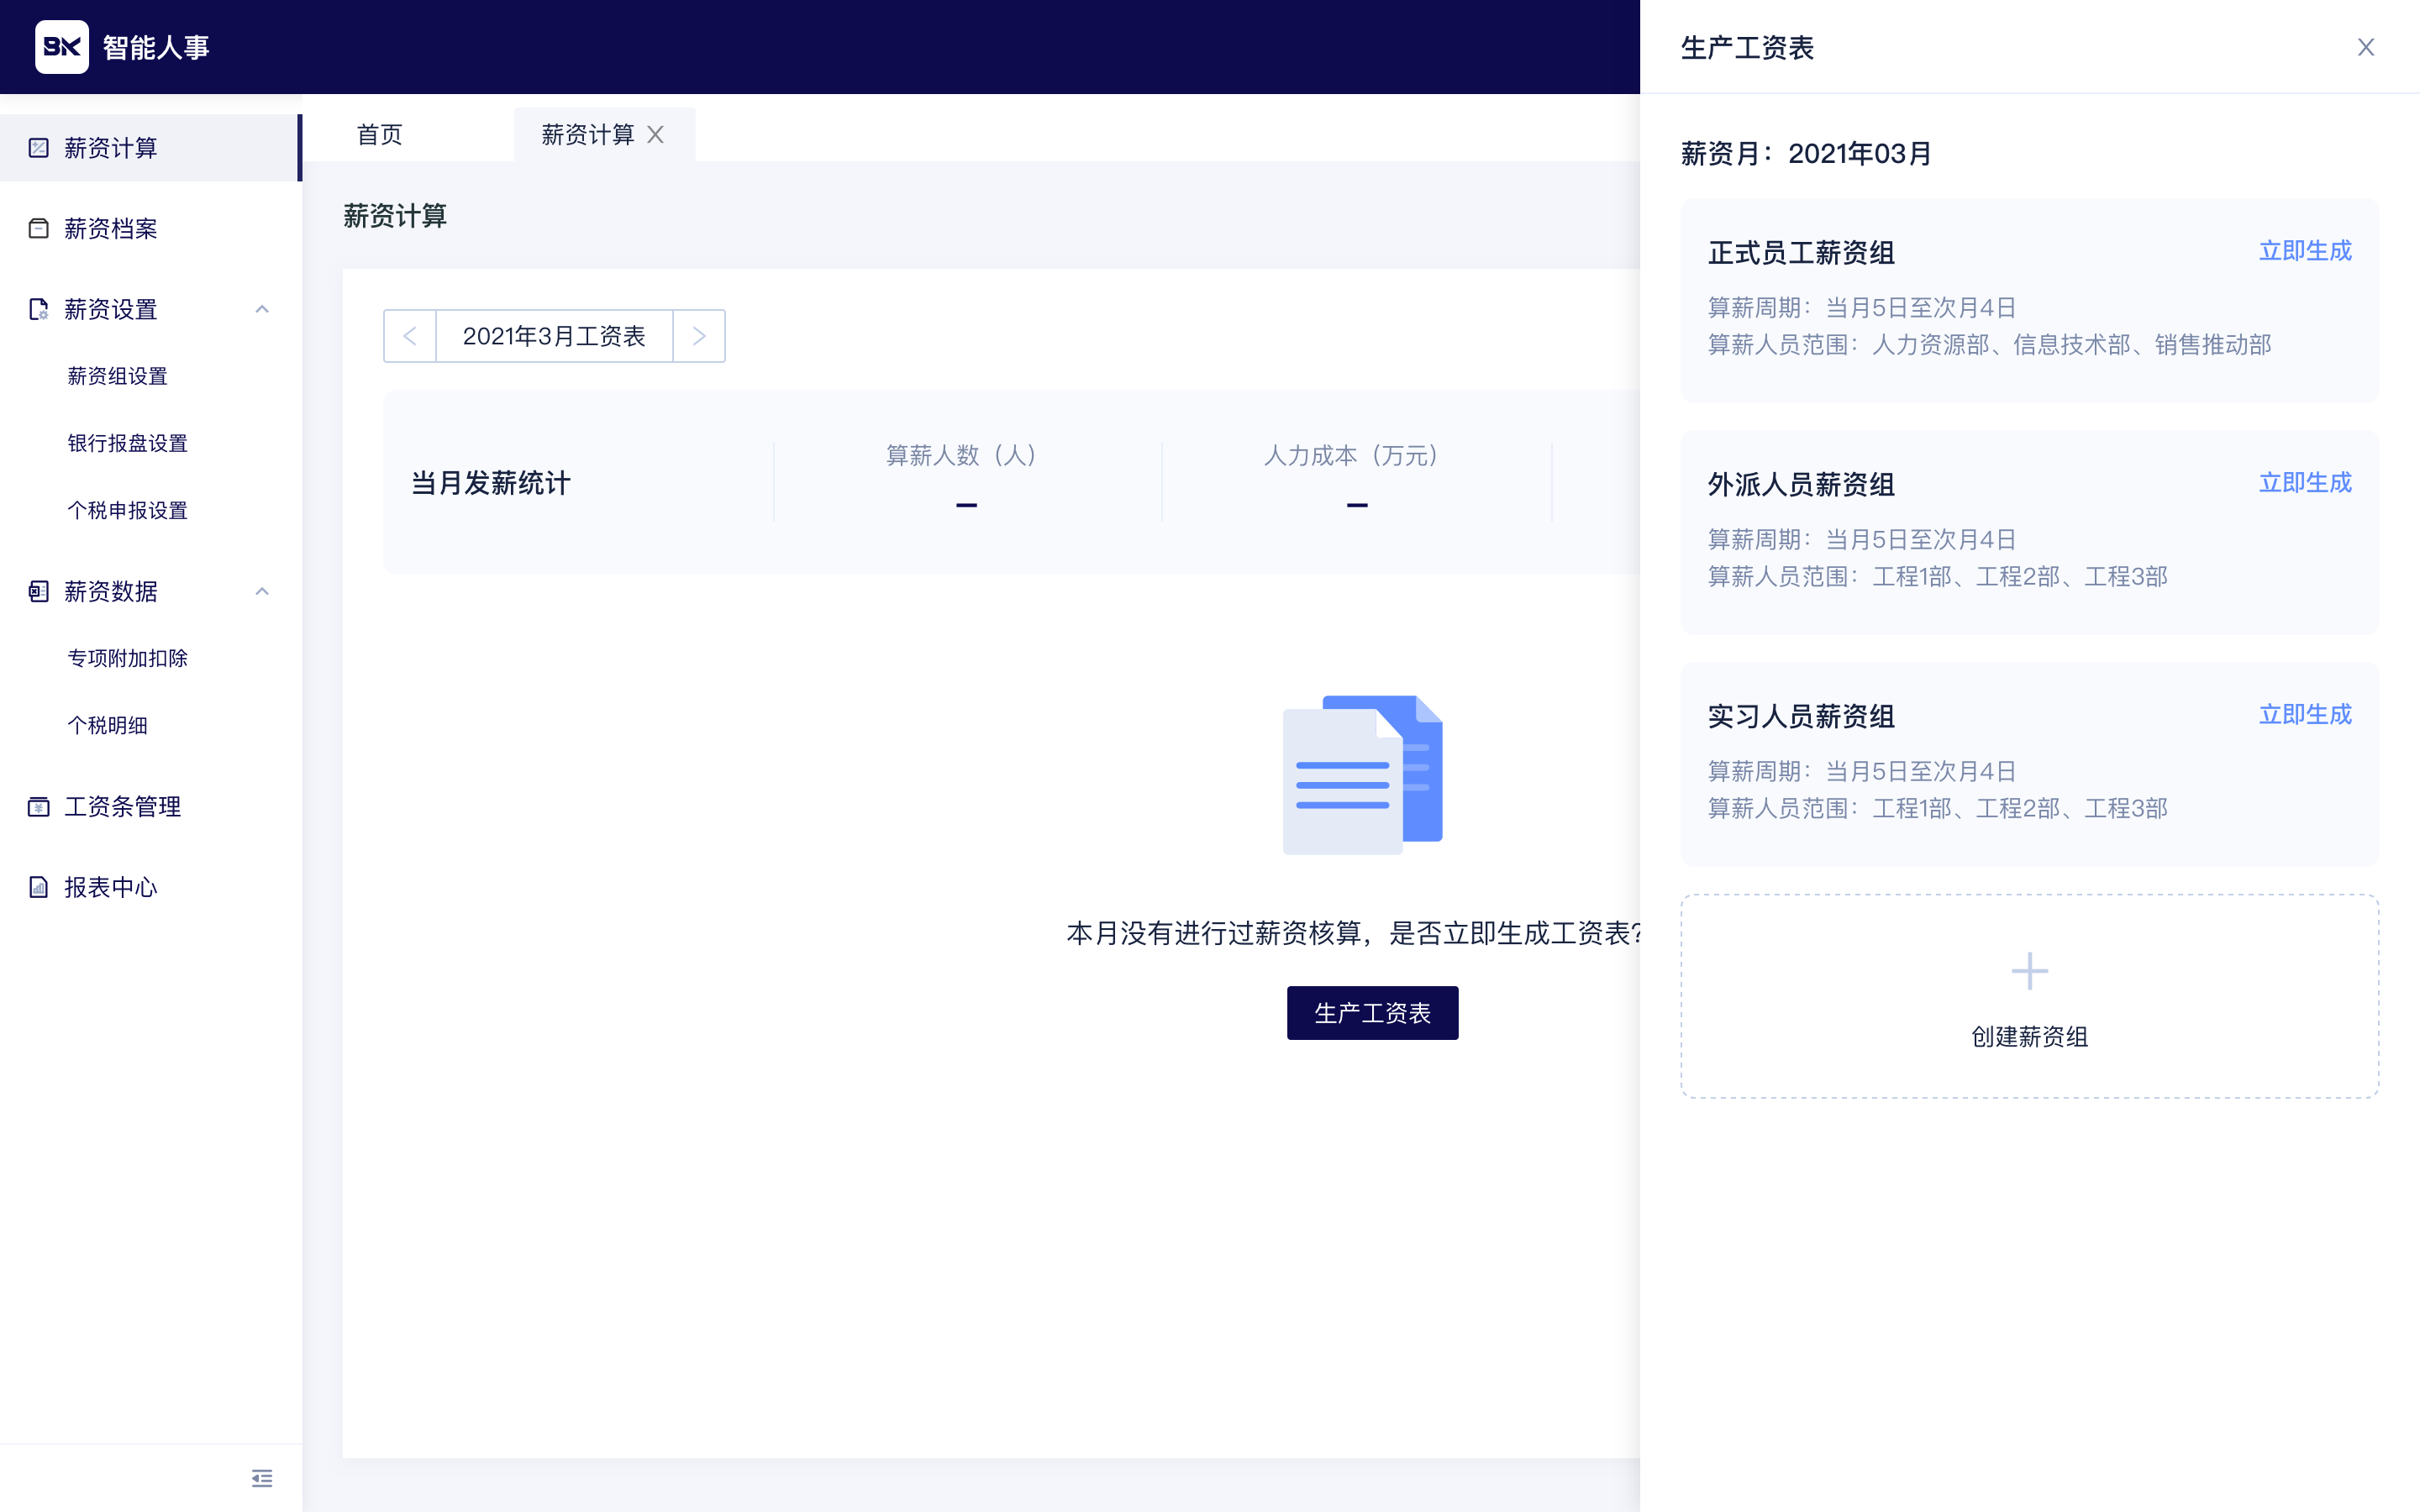 BK 智能人事
薪资计算
薪资档案
薪资设置
薪资组设置
银行报盘设置
个税申报设置
薪资数据
专项附加扣除
个税明细
工资条管理
报表中心
首页
薪资计算
薪资计算
2021年3月工资表
当月发薪统计
算薪人数（人）
–
人力成本（万元）
–
本月没有进行过薪资核算，是否立即生成工资表?
生产工资表
生产工资表
薪资月：2021年03月
正式员工薪资组
立即生成
算薪周期：当月5日至次月4日
算薪人员范围：人力资源部、信息技术部、销售推动部
外派人员薪资组
立即生成
算薪周期：当月5日至次月4日
算薪人员范围：工程1部、工程2部、工程3部
实习人员薪资组
立即生成
算薪周期：当月5日至次月4日
算薪人员范围：工程1部、工程2部、工程3部
创建薪资组